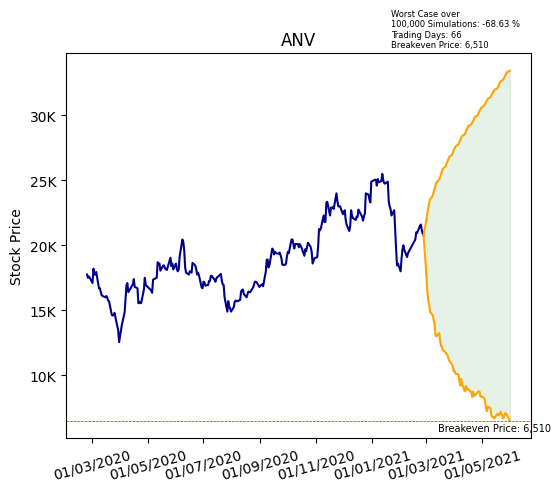 Worst Case over
100,000 Simulations: -68.63 %
Trading Days: 66
Breakeven Price: 6,510
ANV
Stock Price
30K
25K
20K
15K
10K
Breakeven Price: 6,510
01/03/2020
01/05/2020
01/07/2020
01/09/2020
01/11/2020
01/01/2021
01/03/2021
01/05/2021